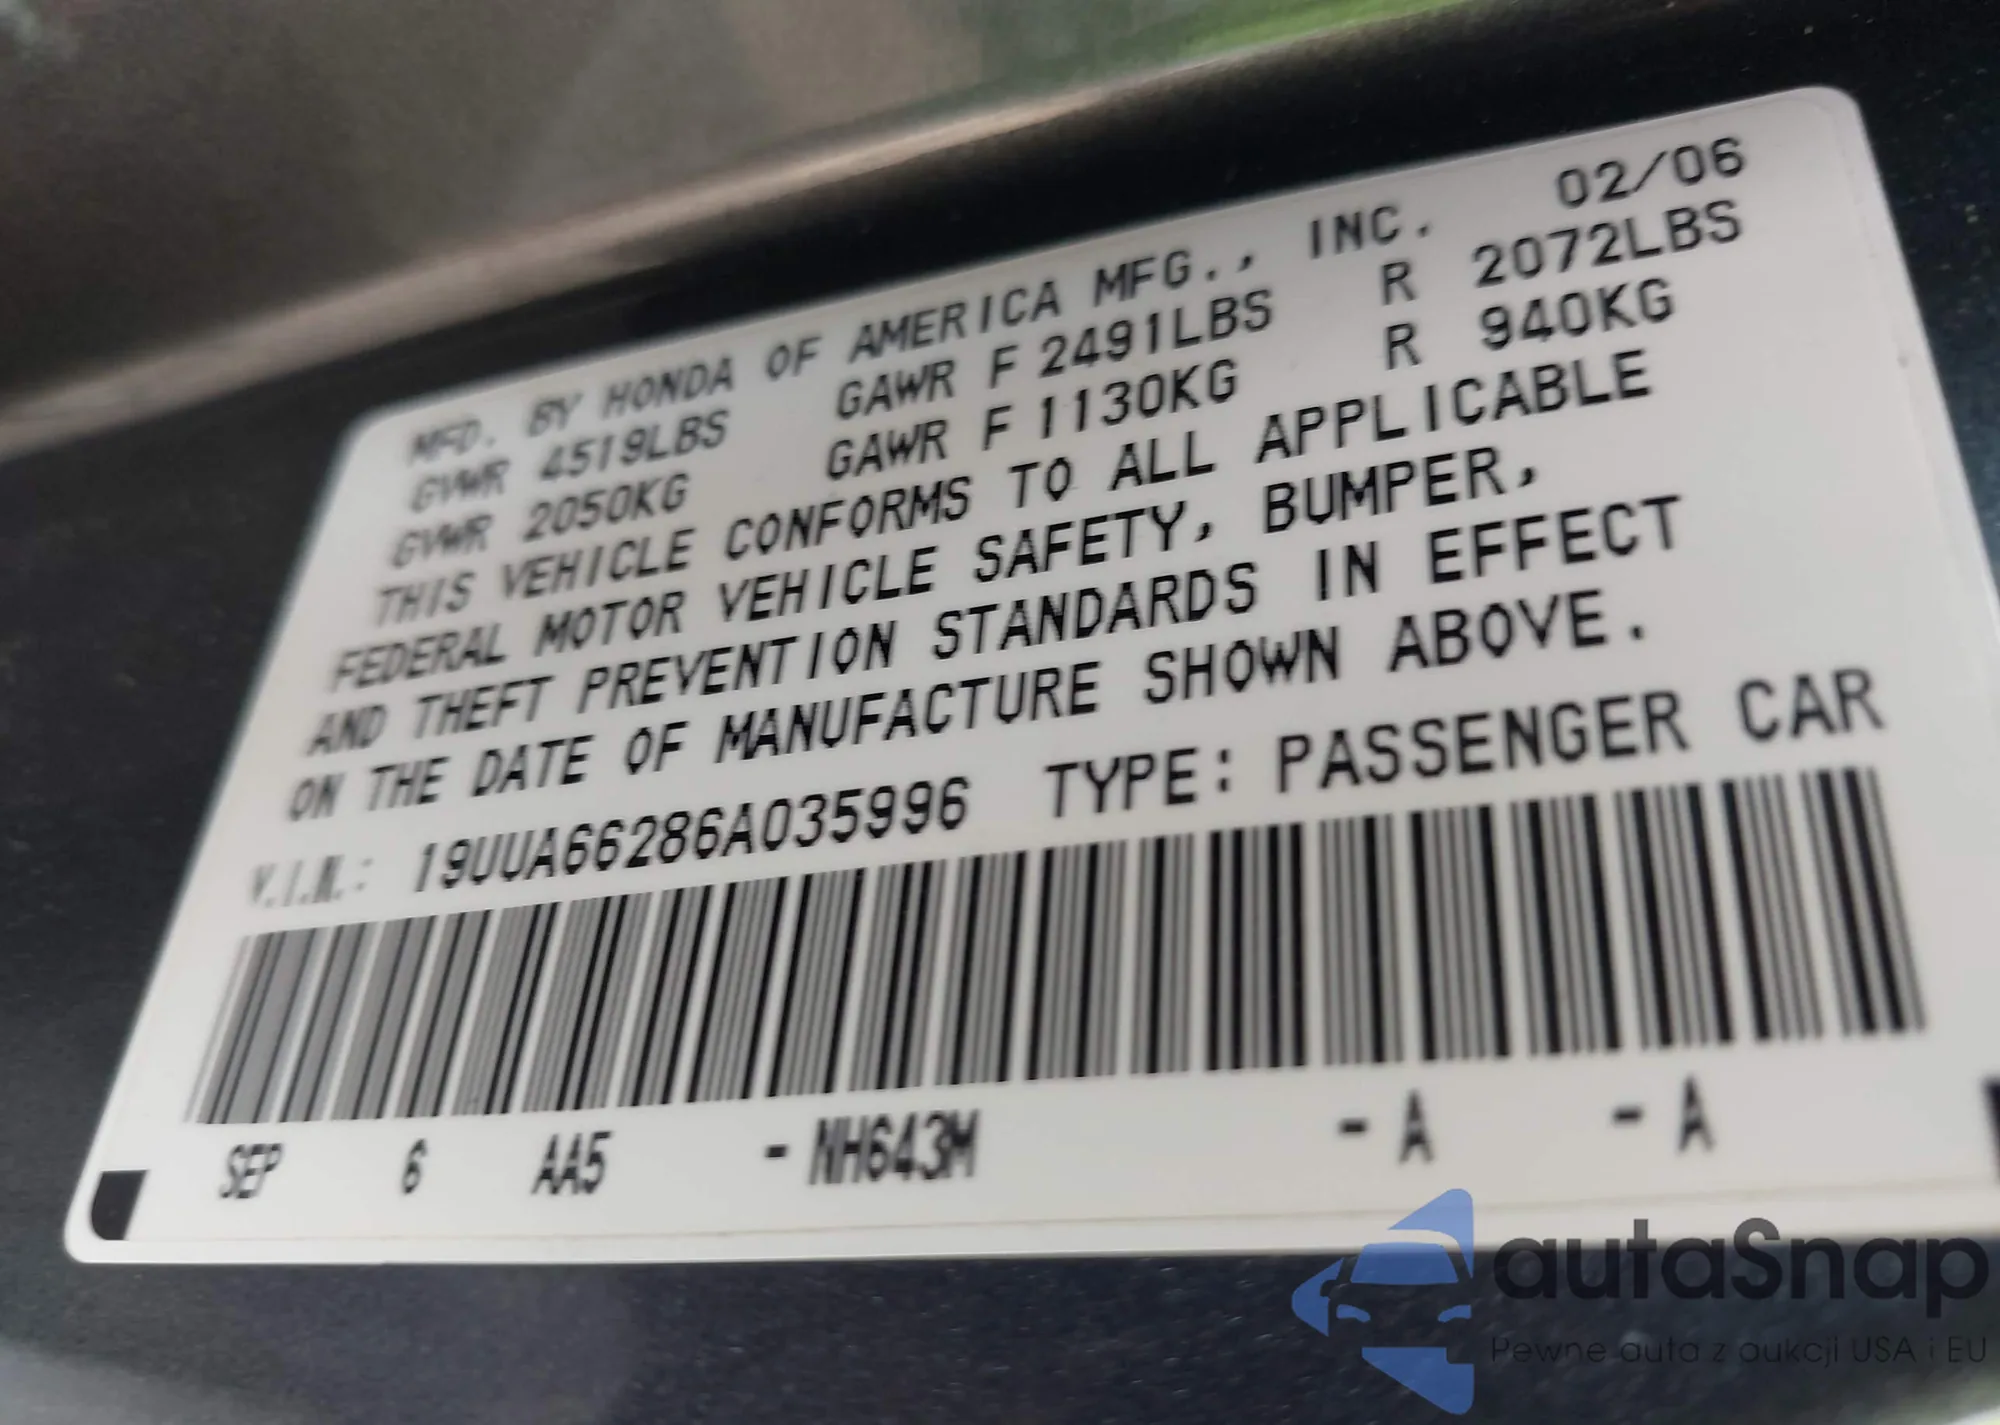 MFD. BY HONDA OF AMERICA MFG., INC. 02/06
GVWR 4519LBS GAWR F 2491LBS R 2072LBS
GVWR 2050KG GAWR F 1130KG R 940KG
THIS VEHICLE CONFORMS TO ALL APPLICABLE
FEDERAL MOTOR VEHICLE SAFETY, BUMPER,
AND THEFT PREVENTION STANDARDS IN EFFECT
ON THE DATE OF MANUFACTURE SHOWN ABOVE.
V.I.N.: 19UUA66286A035996 TYPE: PASSENGER CAR
SEP 6 AA5 -NH643M -A -A
autaSnap
Pewne auta z aukcji USA i EU